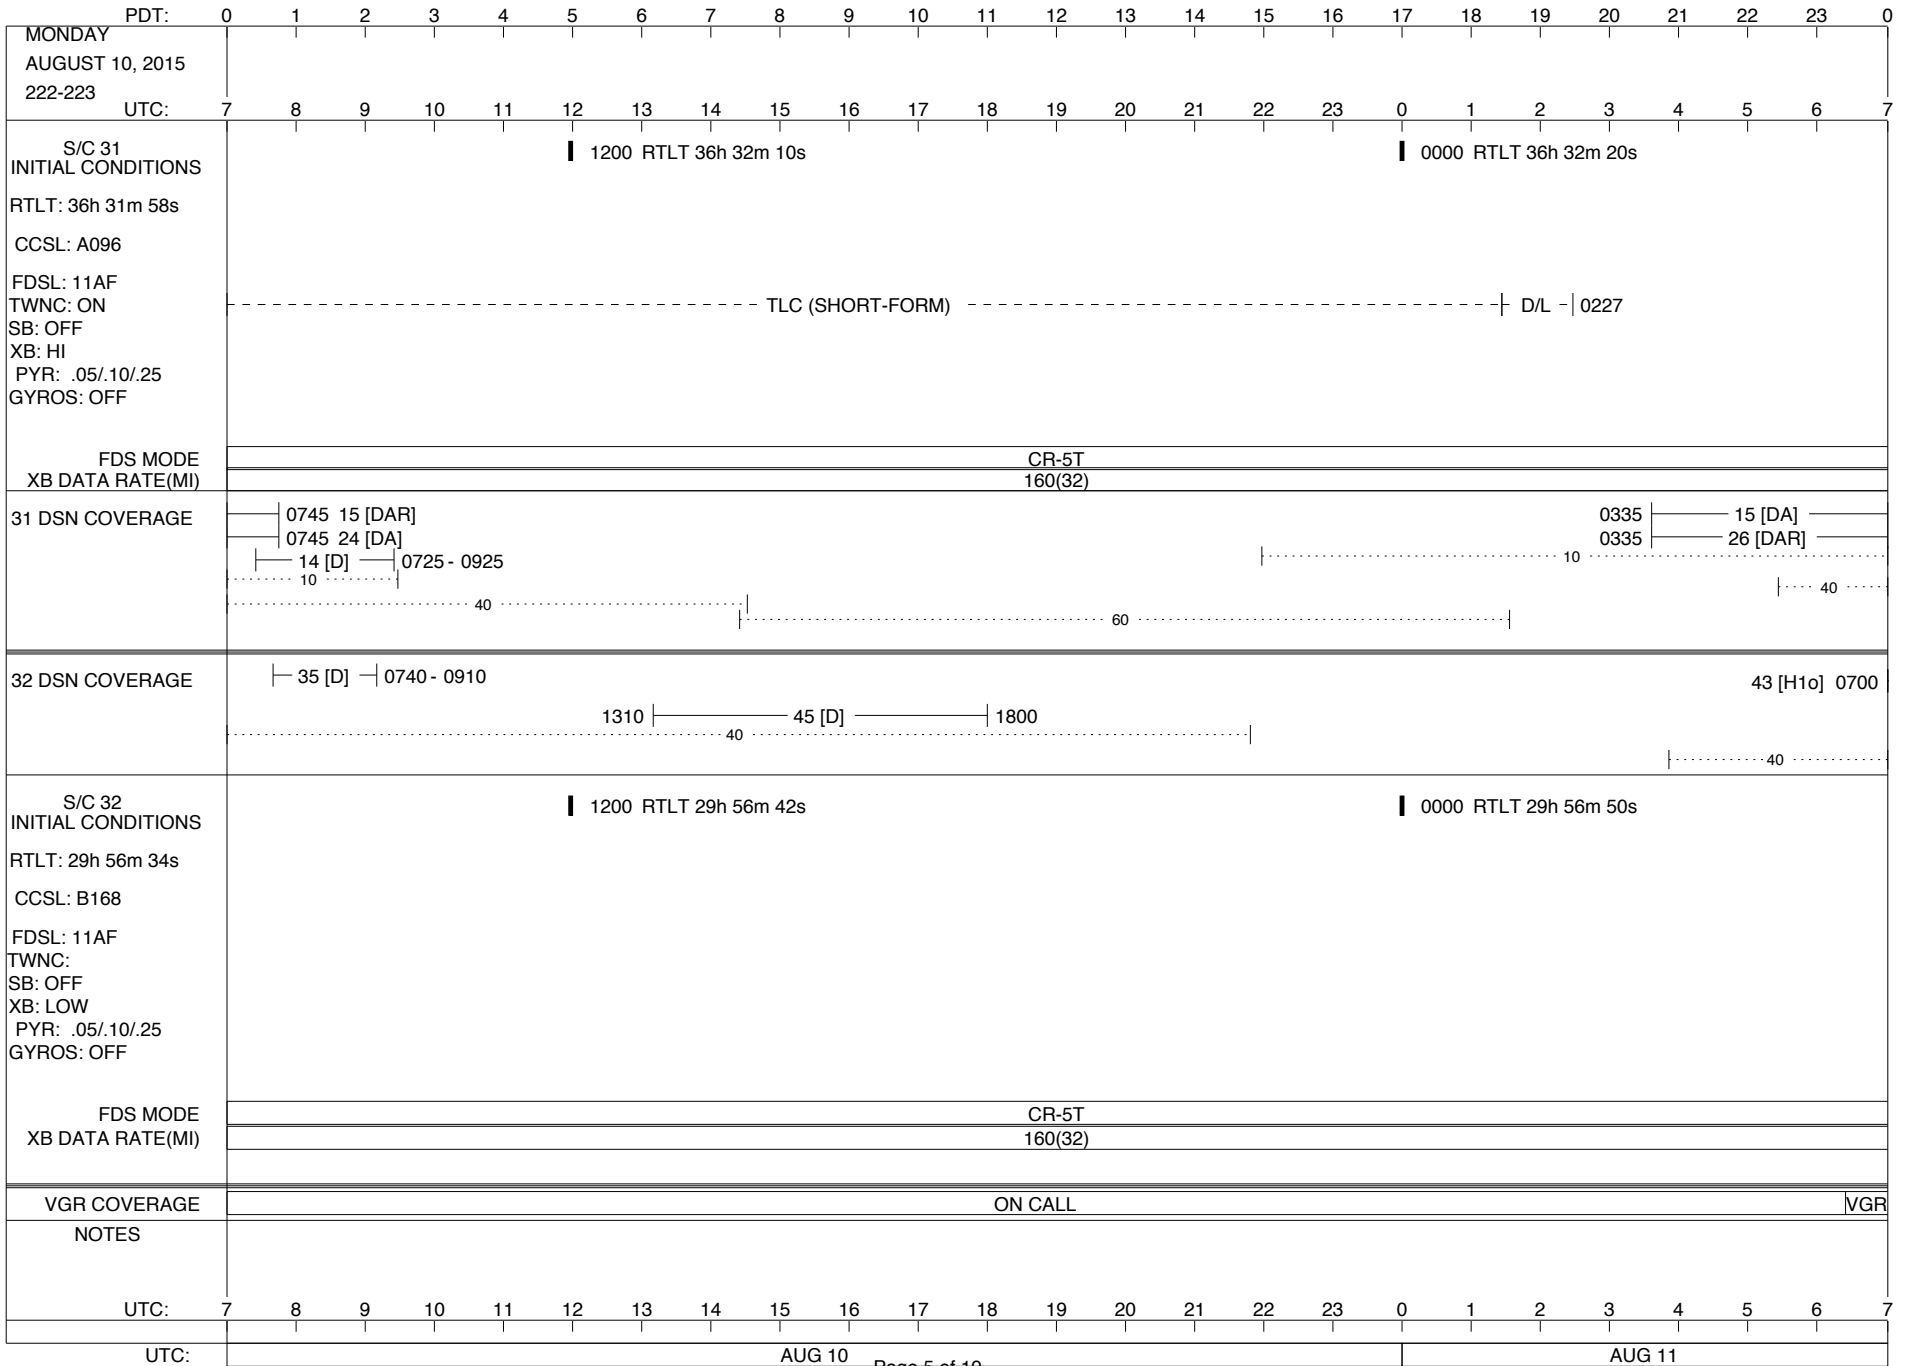 PDT: 0 1 2 3 4 5 6 7 8 9 10 11 12 13 14 15 16 17 18 19 20 21 22 23 0
MONDAY
AUGUST 10, 2015
222-223
UTC: 7 8 9 10 11 12 13 14 15 16 17 18 19 20 21 22 23 0 1 2 3 4 5 6 7
S/C 31
INITIAL CONDITIONS
1200 RTLT 36h 32m 10s
0000 RTLT 36h 32m 20s
RTLT: 36h 31m 58s
CCSL: A096
FDSL: 11AF
TWNC: ON
TLC (SHORT-FORM) D/L 0227
SB: OFF
XB: HI
PYR: .05/.10/.25
GYROS: OFF
FDS MODE CR-5T
XB DATA RATE(MI) 160(32)
31 DSN COVERAGE
0745 15 [DAR] 0335 15 [DA]
0745 24 [DA] 0335 26 [DAR]
14 [D] 0725 - 0925 10
10 40
40
60
32 DSN COVERAGE
35 [D] 0740 - 0910 43 [H1o] 0700
1310 45 [D] 1800
40
40
S/C 32
INITIAL CONDITIONS
1200 RTLT 29h 56m 42s
0000 RTLT 29h 56m 50s
RTLT: 29h 56m 34s
CCSL: B168
FDSL: 11AF
TWNC:
SB: OFF
XB: LOW
PYR: .05/.10/.25
GYROS: OFF
FDS MODE CR-5T
XB DATA RATE(MI) 160(32)
VGR COVERAGE ON CALL VGR
NOTES
UTC: 7 8 9 10 11 12 13 14 15 16 17 18 19 20 21 22 23 0 1 2 3 4 5 6 7
UTC: AUG 10 AUG 11
Page 5 of 19